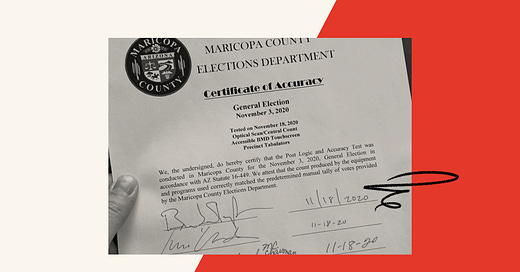 MARICOPA
ARIZONA
COUNTY
MARICOPA COUNTY
ELECTIONS DEPARTMENT
Certificate of Accuracy
General Election
November 3, 2020
Tested on November 18, 2020
Optical Scan/Central Count
Accessible BMD Touchscreen
Precinct Tabulators
We, the undersigned, do hereby certify that the Post Logic and Accuracy Test was
conducted in Maricopa County for the November 3, 2020, General Election in
accordance with AZ Statute 16-449. We attest that the count produced by the equipment
and programs used correctly matched the predetermined manual tally of votes provided
by the Maricopa County Elections Department.
11/18/2020
11-18-20
Chairman
11-18-20